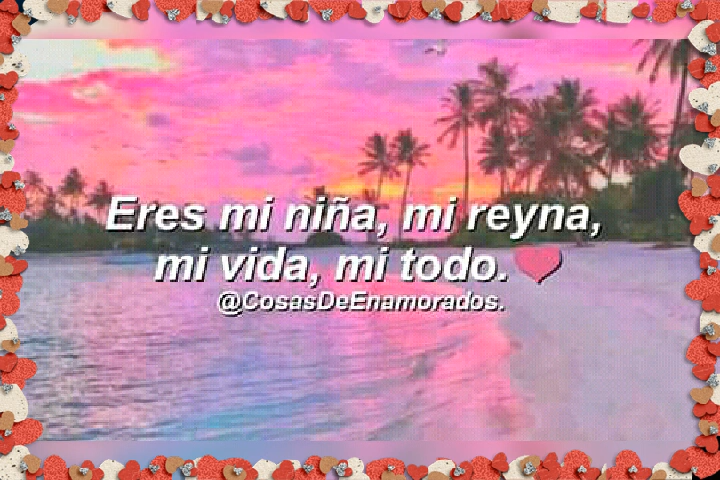 Eres mi niña, mi reyna,
mi vida, mi todo.
@CosasDeEnamorados.